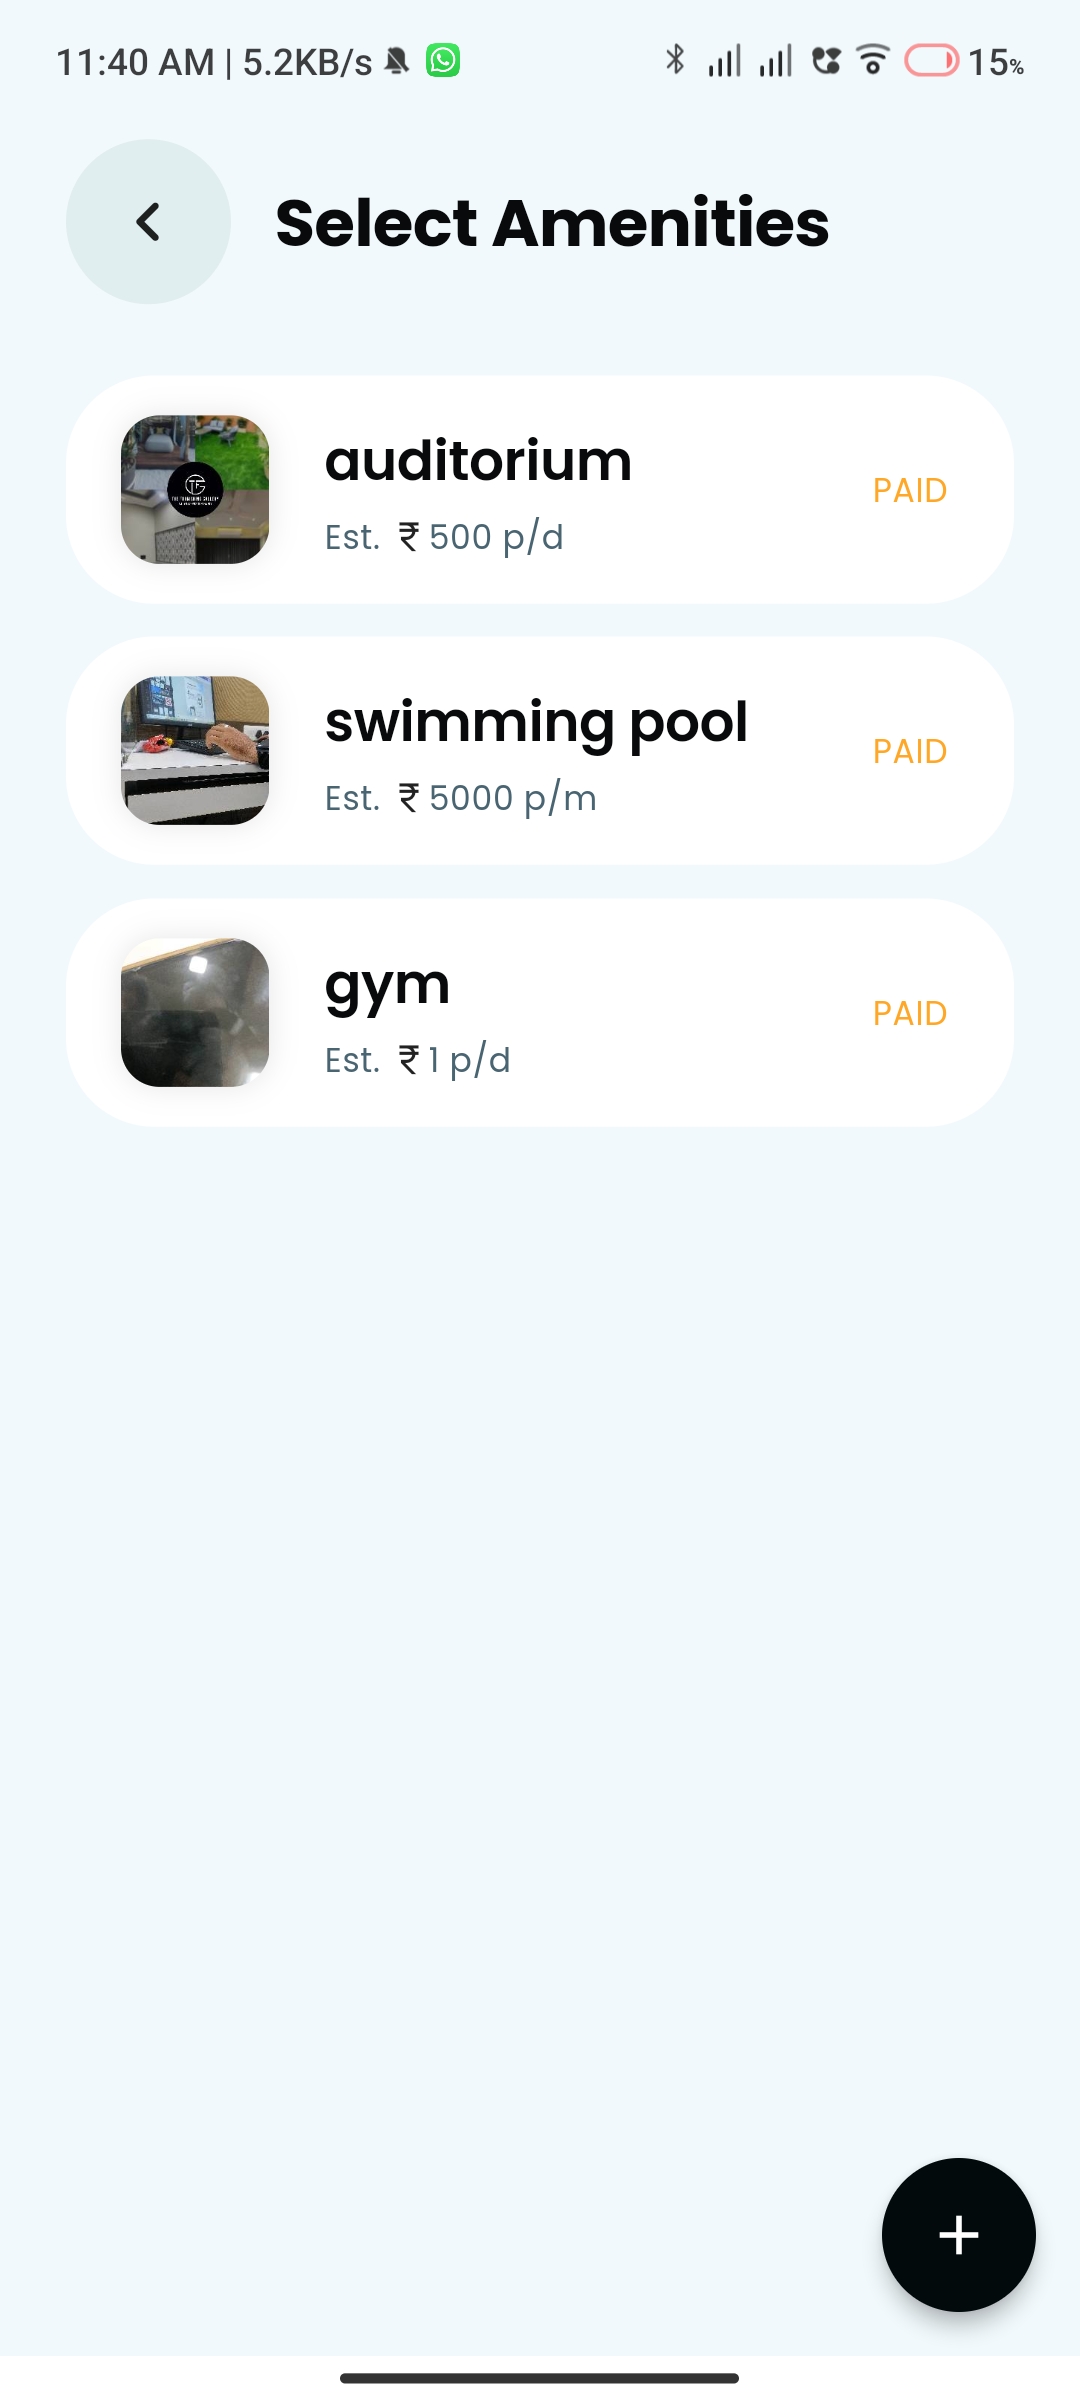 11:40 AM | 5.2KB/s
15%
Select Amenities
auditorium
Est. ₹ 500 p/d
PAID
swimming pool
Est. ₹ 5000 p/m
PAID
gym
Est. ₹ 1 p/d
PAID